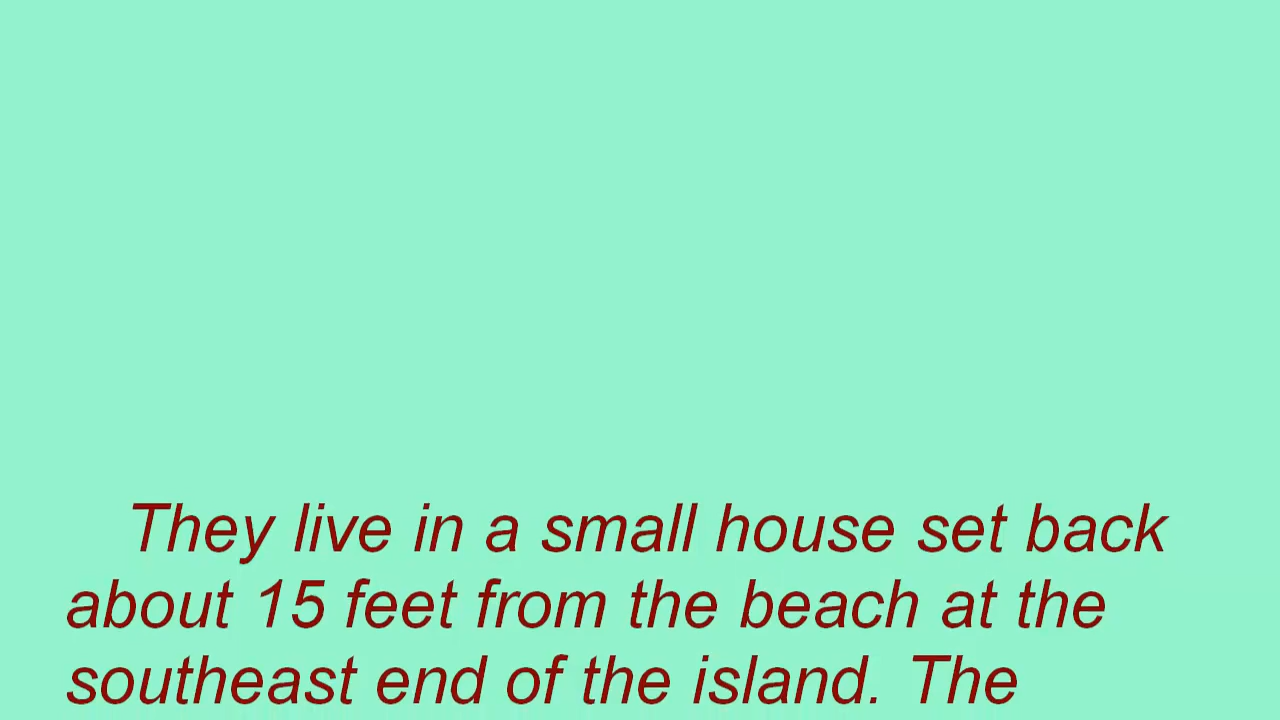 They live in a small house set back
about 15 feet from the beach at the
southeast end of the island. The